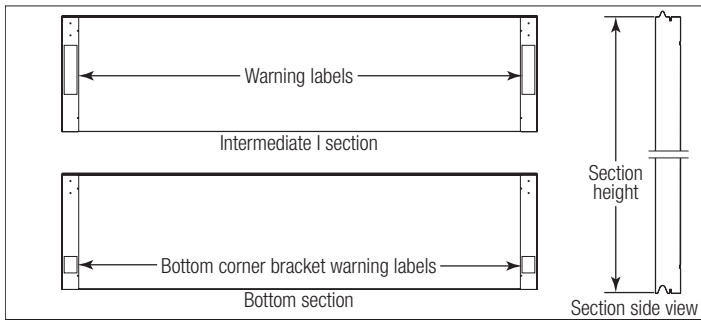 Warning labels
Intermediate I section
Section
height
Bottom corner bracket warning labels
Bottom section
Section side view